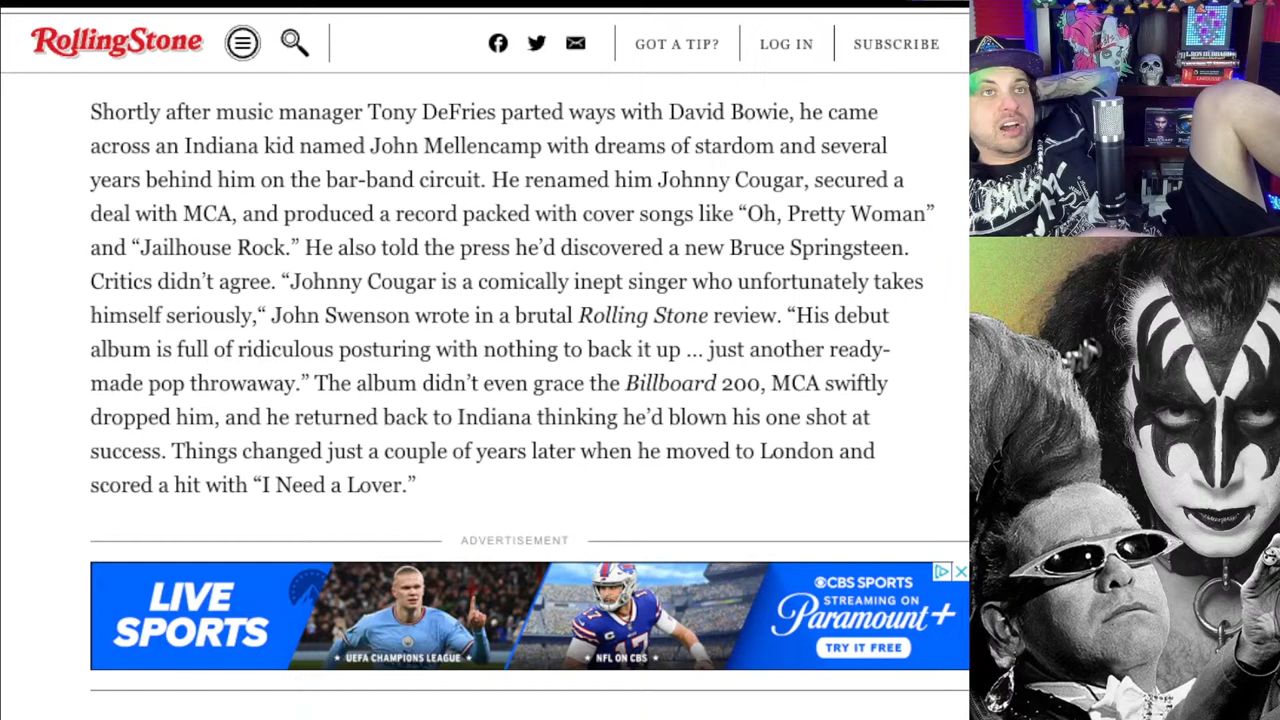 RollingStone
GOT A TIP?
LOG IN
SUBSCRIBE
Shortly after music manager Tony DeFries parted ways with David Bowie, he came
across an Indiana kid named John Mellencamp with dreams of stardom and several
years behind him on the bar-band circuit. He renamed him Johnny Cougar, secured a
deal with MCA, and produced a record packed with cover songs like “Oh, Pretty Woman”
and “Jailhouse Rock.” He also told the press he’d discovered a new Bruce Springsteen.
Critics didn’t agree. “Johnny Cougar is a comically inept singer who unfortunately takes
himself seriously,“ John Swenson wrote in a brutal Rolling Stone review. “His debut
album is full of ridiculous posturing with nothing to back it up ... just another ready-
made pop throwaway.” The album didn’t even grace the Billboard 200, MCA swiftly
dropped him, and he returned back to Indiana thinking he’d blown his one shot at
success. Things changed just a couple of years later when he moved to London and
scored a hit with “I Need a Lover.”
ADVERTISEMENT
LIVE
SPORTS
★ UEFA CHAMPIONS LEAGUE ★
17
★ NFL ON CBS ★
CBS SPORTS
STREAMING ON
Paramount+
TRY IT FREE